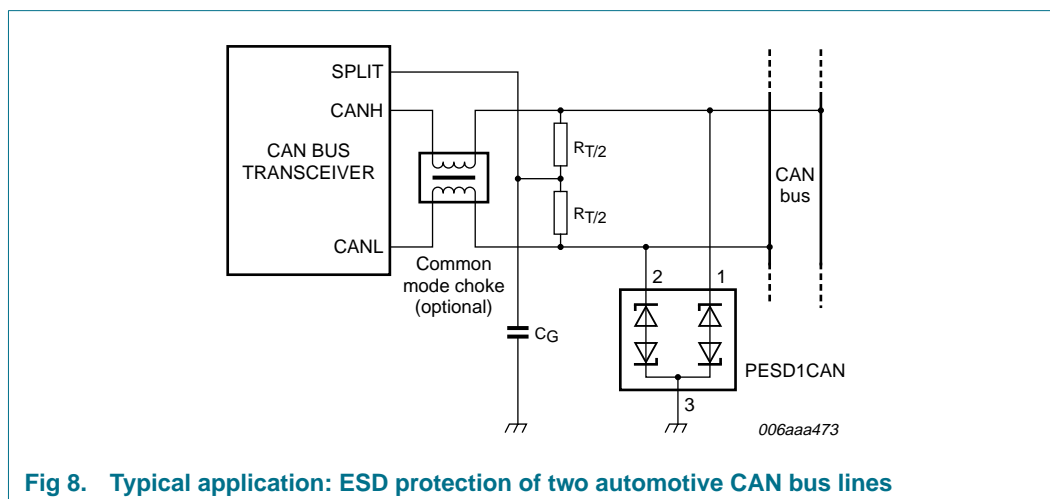 SPLIT
CANH
CAN BUS
TRANSCEIVER
CANL
Common
mode choke
(optional)
RT/2
RT/2
CG
CAN
bus
2
1
PESD1CAN
3
006aaa473
Fig 8. Typical application: ESD protection of two automotive CAN bus lines